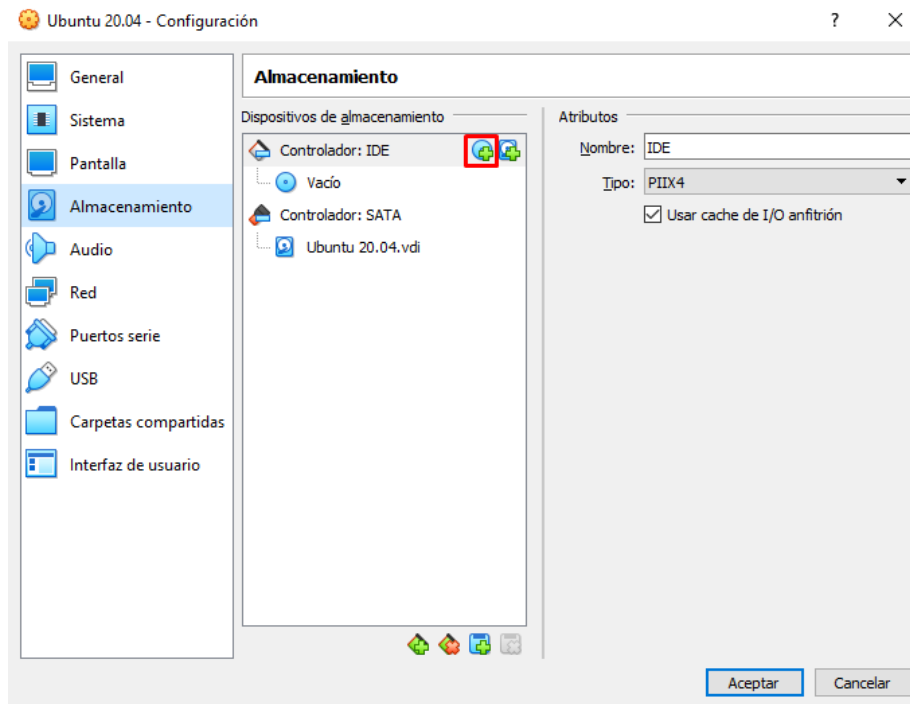 Ubuntu 20.04 - Configuración
?
General
Sistema
Pantalla
Almacenamiento
Audio
Red
Puertos serie
USB
Carpetas compartidas
Interfaz de usuario
Almacenamiento
Dispositivos de almacenamiento
Controlador: IDE
Vacío
Controlador: SATA
Ubuntu 20.04.vdi
Atributos
Nombre: IDE
Tipo: PIIX4
Usar cache de I/O anfitrión
Aceptar
Cancelar